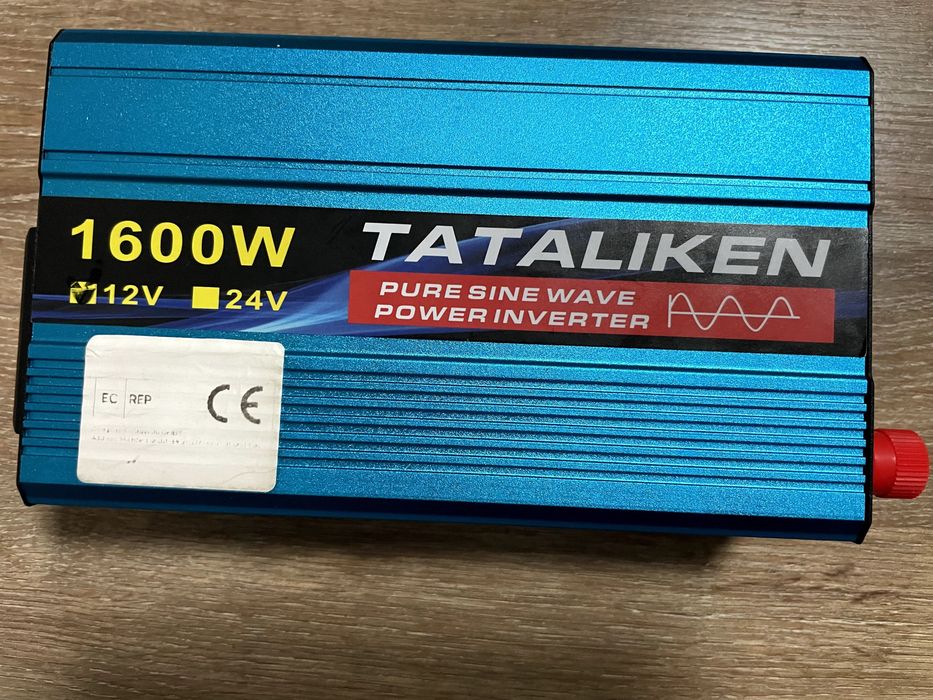 1600W
12V 24V
TATALIKEN
PURE SINE WAVE
POWER INVERTER
EC REP
CE